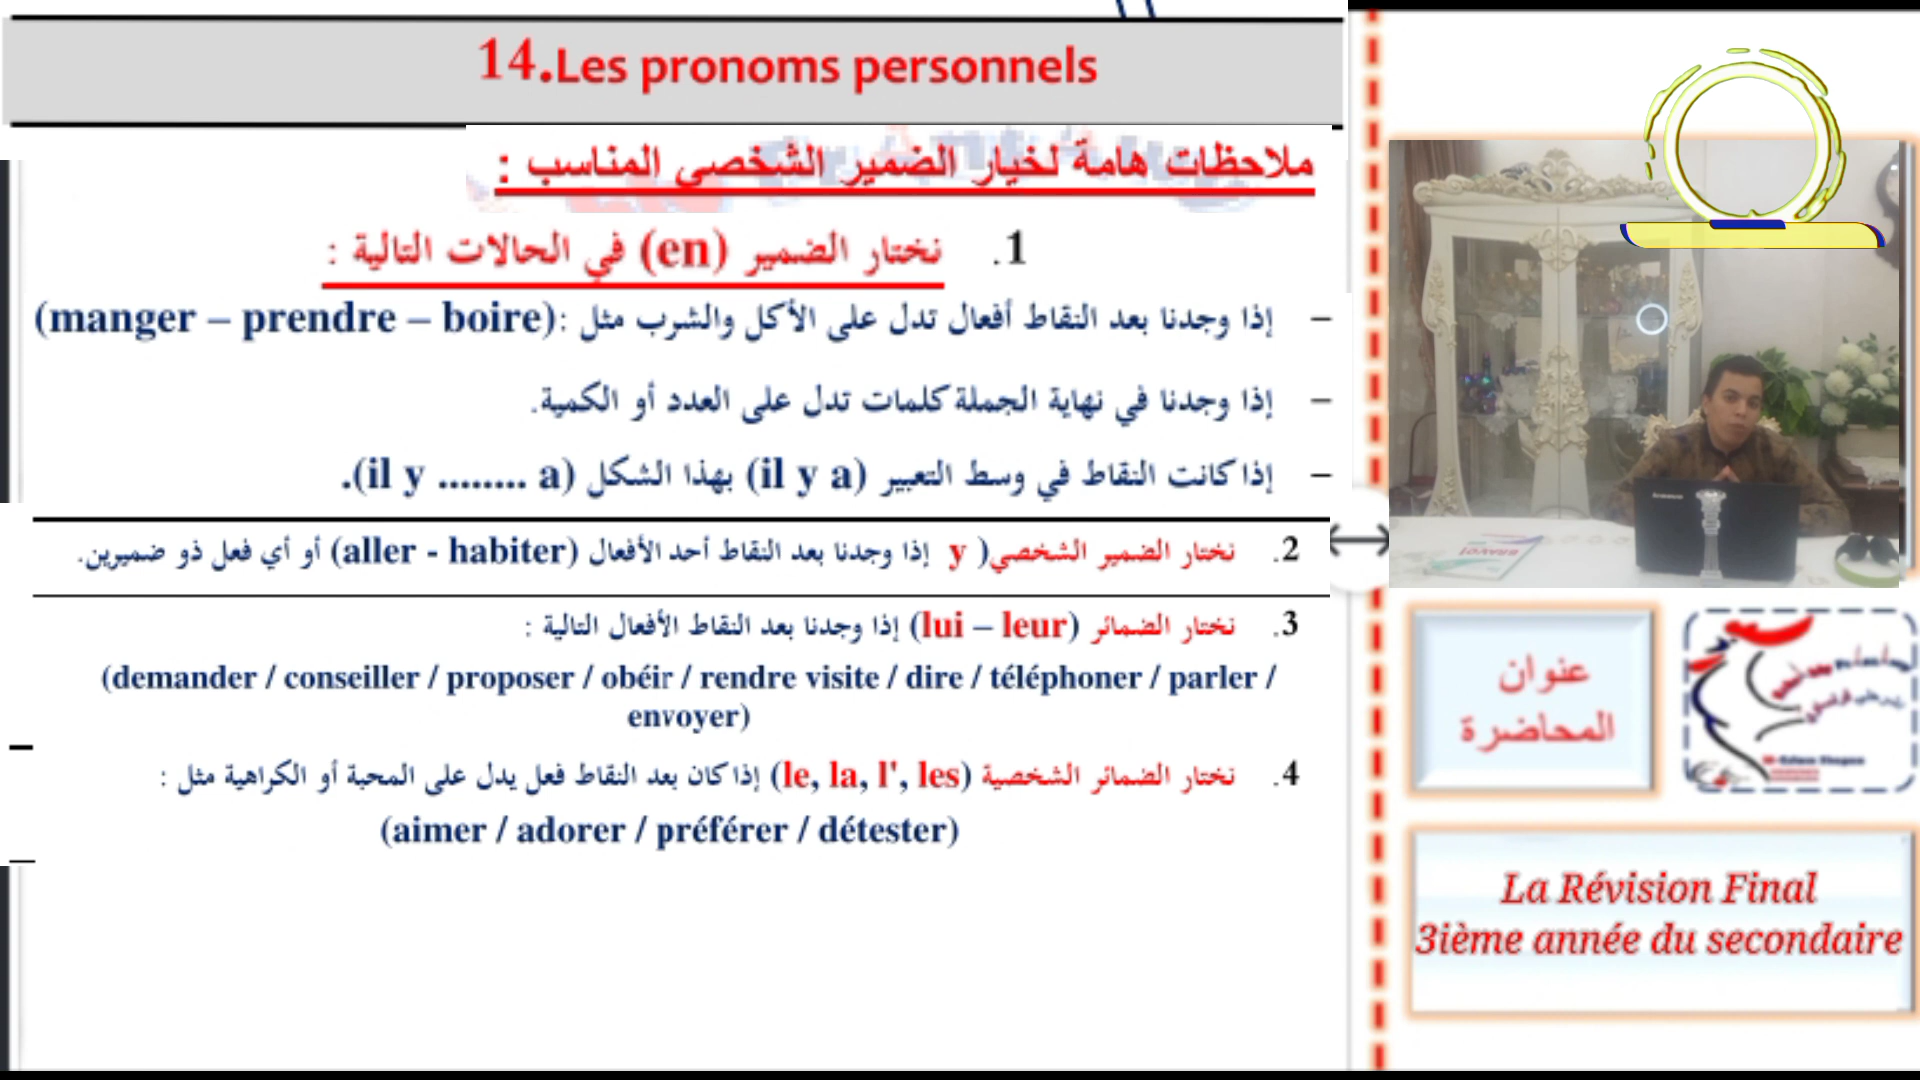 14.Les pronoms personnels
ملاحظات هامة لخيار الضمير الشخصي المناسب :
1. نختار الضمير (en) في الحالات التالية :
– إذا وجدنا بعد النقاط أفعال تدل على الأكل والشرب مثل :(manger – prendre – boire)
– إذا وجدنا في نهاية الجملة كلمات تدل على العدد أو الكمية.
– إذا كانت النقاط في وسط التعبير (il y a) بهذا الشكل (il y ........ a).
2. نختار الضمير الشخصي( y إذا وجدنا بعد النقاط أحد الأفعال (aller - habiter) أو أي فعل ذو ضميرين.
3. نختار الضمائر (lui – leur) إذا وجدنا بعد النقاط الأفعال التالية :
(demander / conseiller / proposer / obéir / rendre visite / dire / téléphoner / parler /
envoyer)
4. نختار الضمائر الشخصية (le, la, l', les) إذا كان بعد النقاط فعل يدل على المحبة أو الكراهية مثل :
(aimer / adorer / préférer / détester)
عنوان
المحاضرة
La Révision Final
3ième année du secondaire